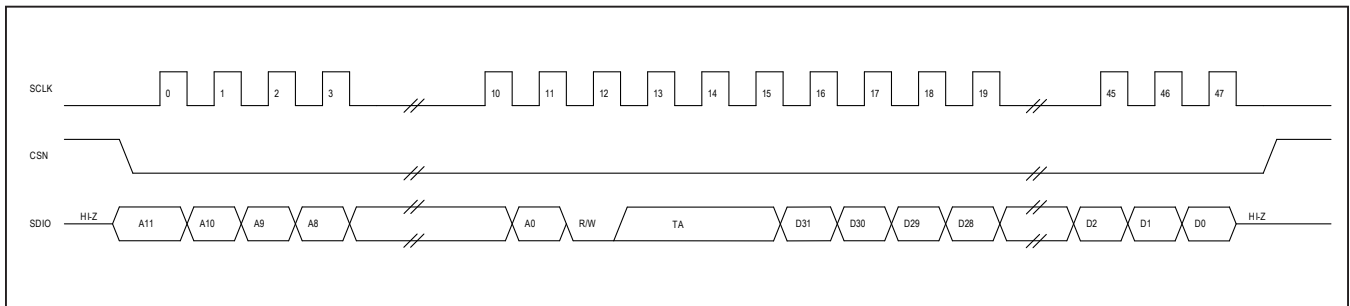 SCLK 0 1 2 3 10 11 12 13 14 15 16 17 18 19 45 46 47
CSN
SDIO HI-Z A11 A10 A9 A8 A0 R/W TA D31 D30 D29 D28 D2 D1 D0 HI-Z